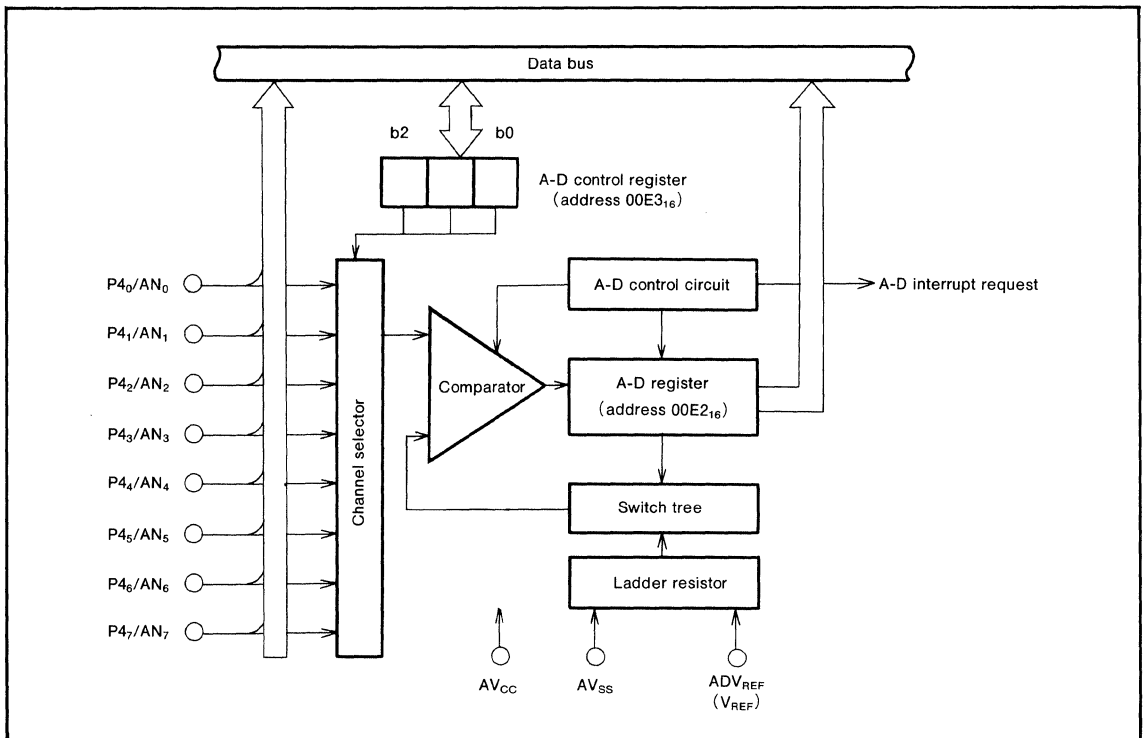 Data bus
b2
b0
A-D control register
(address 00E3₁₆)
P4₀/AN₀
P4₁/AN₁
P4₂/AN₂
P4₃/AN₃
P4₄/AN₄
P4₅/AN₅
P4₆/AN₆
P4₇/AN₇
Channel selector
Comparator
A-D control circuit
A-D interrupt request
A-D register
(address 00E2₁₆)
Switch tree
Ladder resistor
AVCC
AVSS
ADVREF
(VREF)